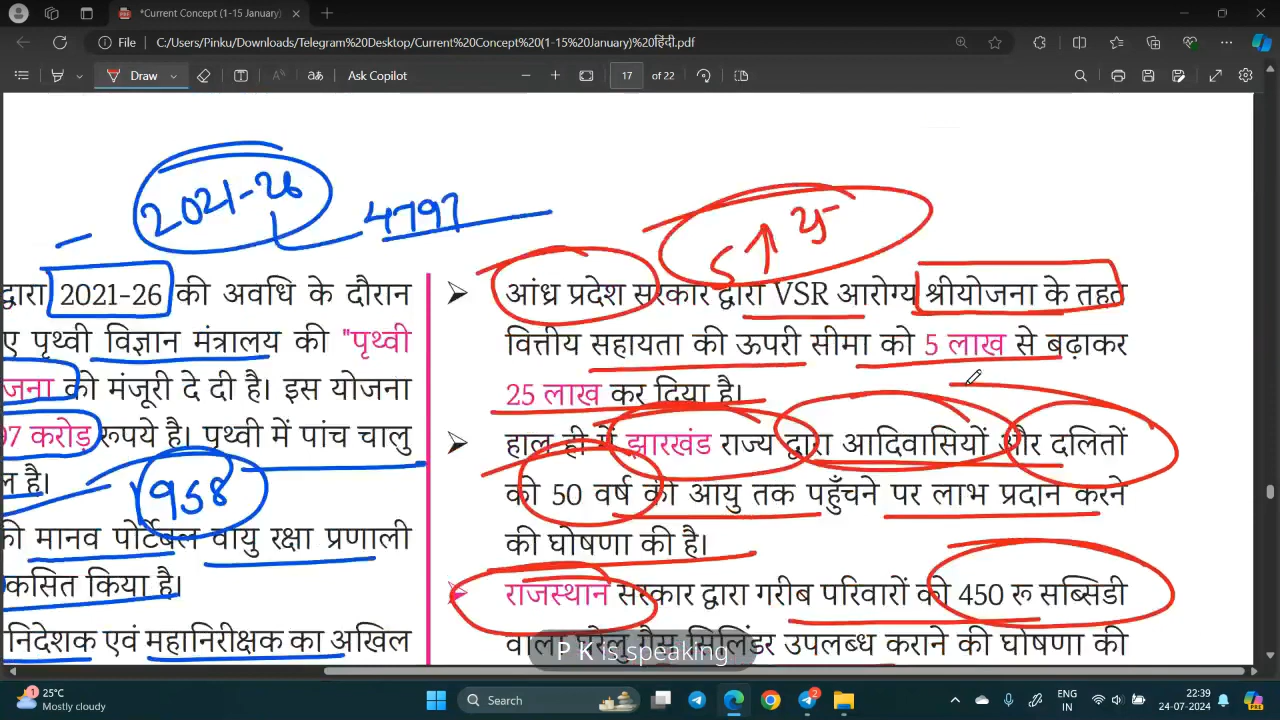 *Current Concept (1-15 January)
File C:/Users/Pinku/Downloads/Telegram%20Desktop/Current%20Concept%20(1-15%20January)%20हिंदी.pdf
Draw Ask Copilot 17 of 22
2021-26
4797
5 ↑ 25
द्वारा 2021-26 की अवधि के दौरान
ए पृथ्वी विज्ञान मंत्रालय की "पृथ्वी
जना को मंजूरी दे दी है। इस योजना
97 करोड़ रूपये है। पृथ्वी में पांच चालू
ल है।
1958
की मानव पोर्टेबल वायु रक्षा प्रणाली
कसित किया है।
निदेशक एवं महानिरीक्षक का अखिल
➤ आंध्र प्रदेश सरकार द्वारा VSR आरोग्य श्रीयोजना के तहत
वित्तीय सहायता की ऊपरी सीमा को 5 लाख से बढ़ाकर
25 लाख कर दिया है।
➤ हाल ही में झारखंड राज्य द्वारा आदिवासियों और दलितों
को 50 वर्ष की आयु तक पहुँचने पर लाभ प्रदान करने
की घोषणा की है।
➤ राजस्थान सरकार द्वारा गरीब परिवारों को 450 रू सब्सिडी
वाला घरेलु गैस सिलिंडर उपलब्ध कराने की घोषणा की
P K is speaking
25°C
Mostly cloudy
Search
ENG
IN
22:39
24-07-2024